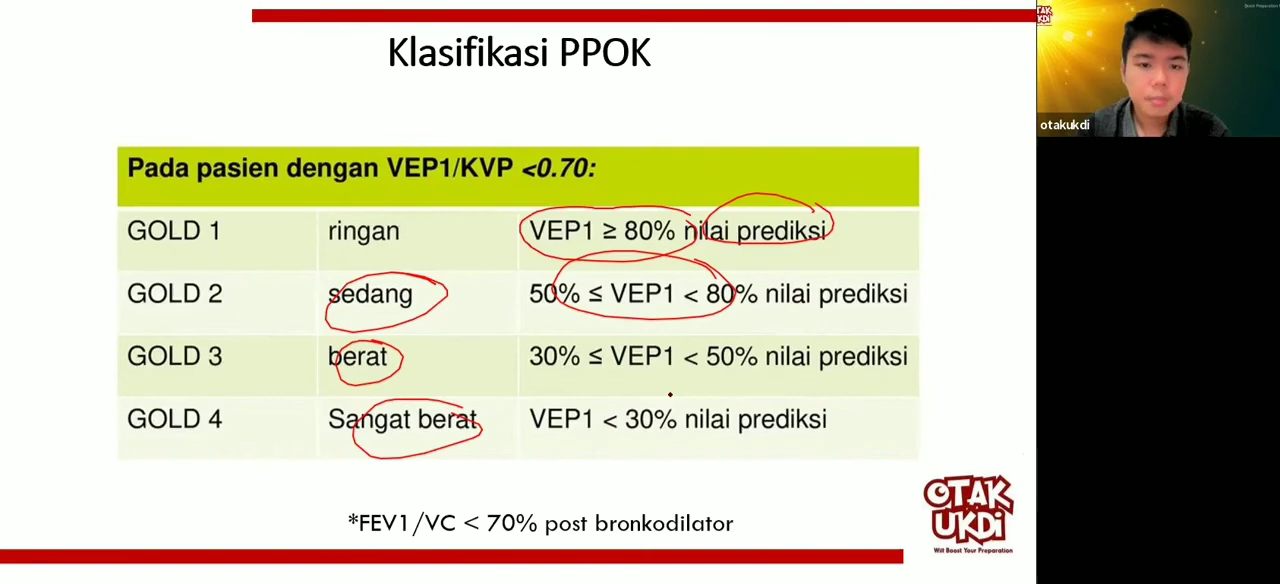 Klasifikasi PPOK
TAK
KDI
otakukdi
Pada pasien dengan VEP1/KVP <0.70:
GOLD 1 ringan VEP1 ≥ 80% nilai prediksi
GOLD 2 sedang 50% ≤ VEP1 < 80% nilai prediksi
GOLD 3 berat 30% ≤ VEP1 < 50% nilai prediksi
GOLD 4 Sangat berat VEP1 < 30% nilai prediksi
*FEV1/VC < 70% post bronkodilator
OTAK
UKDi
Will Boost Your Preparation